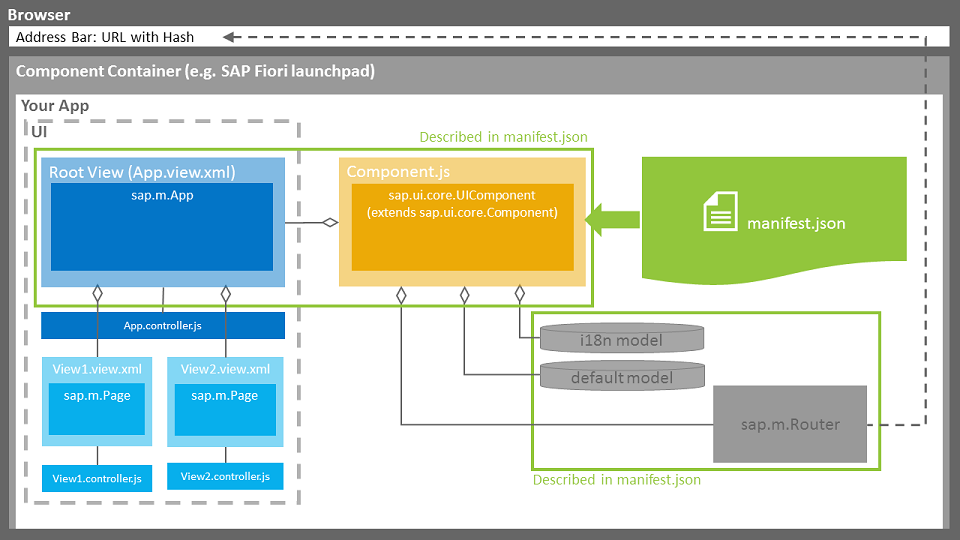 Browser
Address Bar: URL with Hash
Component Container (e.g. SAP Fiori launchpad)
Your App
UI
Described in manifest.json
Root View (App.view.xml)
sap.m.App
Component.js
sap.ui.core.UIComponent
(extends sap.ui.core.Component)
manifest.json
App.controller.js
i18n model
default model
View1.view.xml
sap.m.Page
View2.view.xml
sap.m.Page
sap.m.Router
View1.controller.js
View2.controller.js
Described in manifest.json